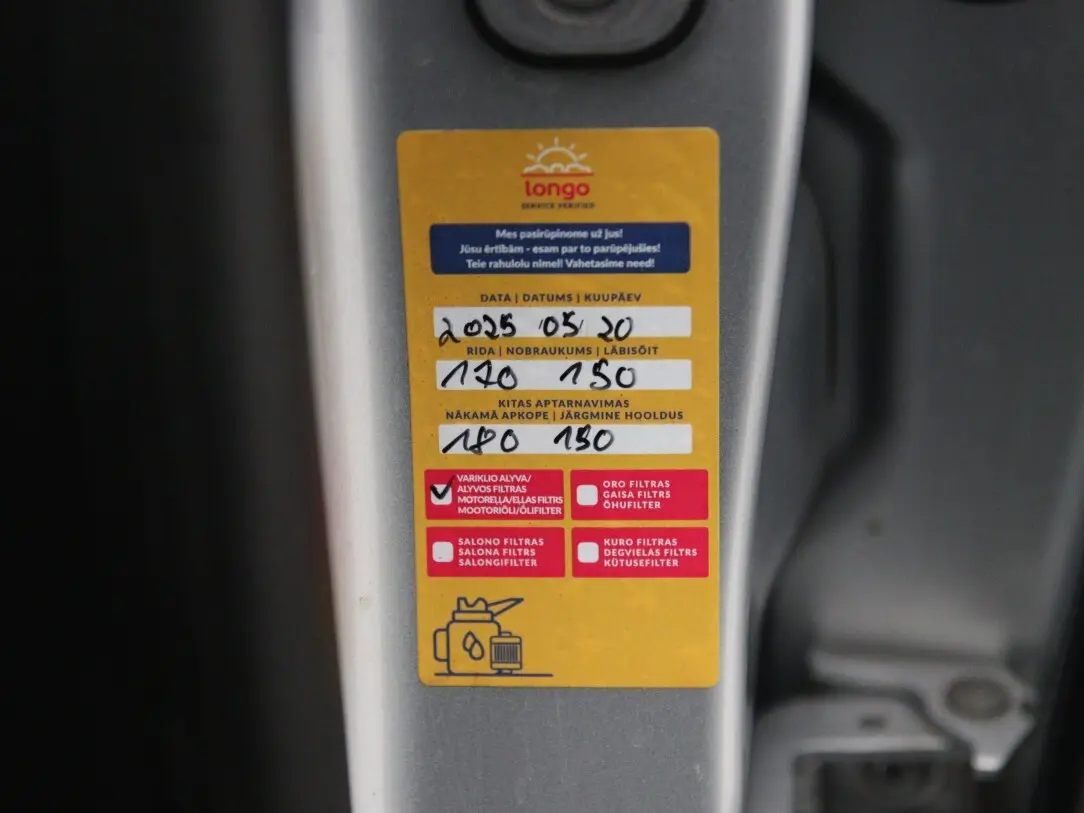 longo
SERVICE VERIFIED
Mes pasirūpinome už jus!
Jūsu ērtībām - esam par to parūpējušies!
Teie rahulolu nimel! Vahetasime need!
DATA | DATUMS | KUUPÄEV
2025 05 20
RIDA | NOBRAUKUMS | LÄBISÕIT
170 150
KITAS APTARNAVIMAS
NĀKAMĀ APKOPE | JÄRGMINE HOOLDUS
180 150
VARIKLIO ALYVA/
ALYVOS FILTRAS
MOTOREĻĻA/EĻĻAS FILTRS
MOOTORIÕLI/ÕLIFILTER
ORO FILTRAS
GAISA FILTRS
ÕHUFILTER
SALONO FILTRAS
SALONA FILTRS
SALONGIFILTER
KURO FILTRAS
DEGVIELAS FILTRS
KÜTUSEFILTER